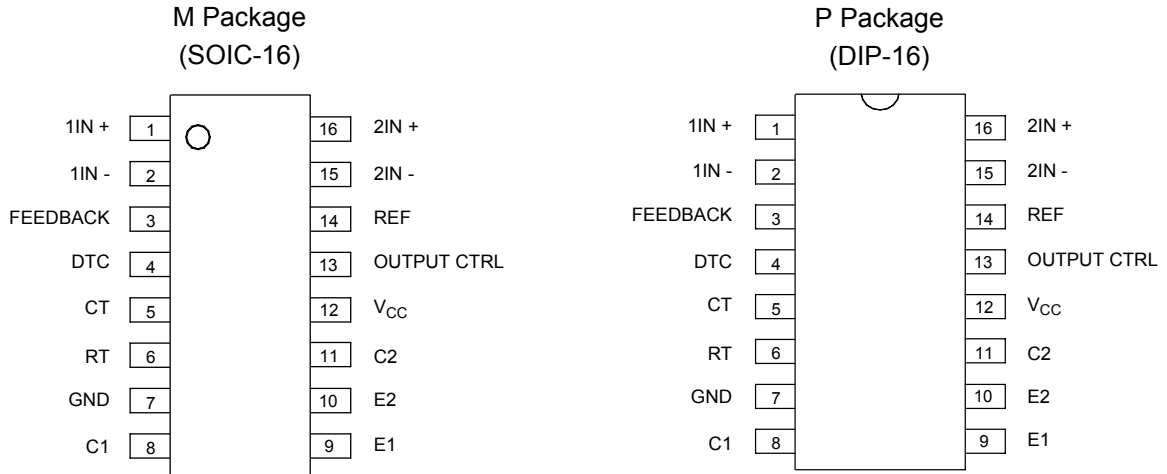 M Package
(SOIC-16)
1IN + 1 16 2IN +
1IN - 2 15 2IN -
FEEDBACK 3 14 REF
DTC 4 13 OUTPUT CTRL
CT 5 12 VCC
RT 6 11 C2
GND 7 10 E2
C1 8 9 E1
P Package
(DIP-16)
1IN + 1 16 2IN +
1IN - 2 15 2IN -
FEEDBACK 3 14 REF
DTC 4 13 OUTPUT CTRL
CT 5 12 VCC
RT 6 11 C2
GND 7 10 E2
C1 8 9 E1